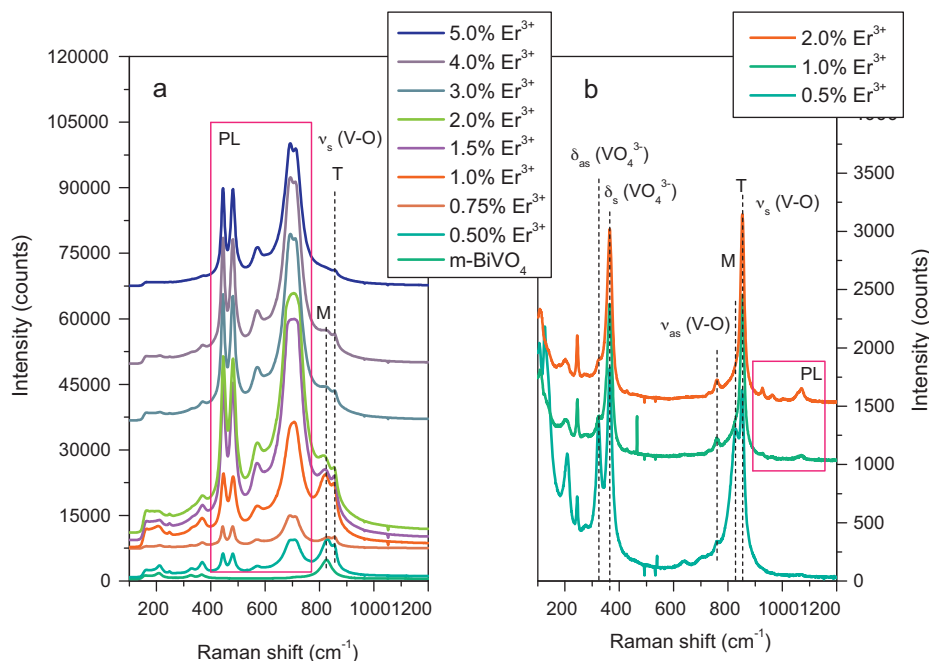 5.0% Er³⁺
4.0% Er³⁺
3.0% Er³⁺
2.0% Er³⁺
1.5% Er³⁺
1.0% Er³⁺
0.75% Er³⁺
0.50% Er³⁺
m-BiVO₄
a
PL
νₛ (V-O)
T
M
120000
105000
90000
75000
60000
45000
30000
15000
0
Intensity (counts)
200 400 600 800 1000 1200
Raman shift (cm⁻¹)
2.0% Er³⁺
1.0% Er³⁺
0.5% Er³⁺
b
δₐₛ (VO₄³⁻)
δₛ (VO₄³⁻)
T
νₛ (V-O)
M
νₐₛ (V-O)
PL
4000
3500
3000
2500
2000
1500
1000
500
0
Intensity (counts)
200 400 600 800 1000 1200
Raman shift (cm⁻¹)